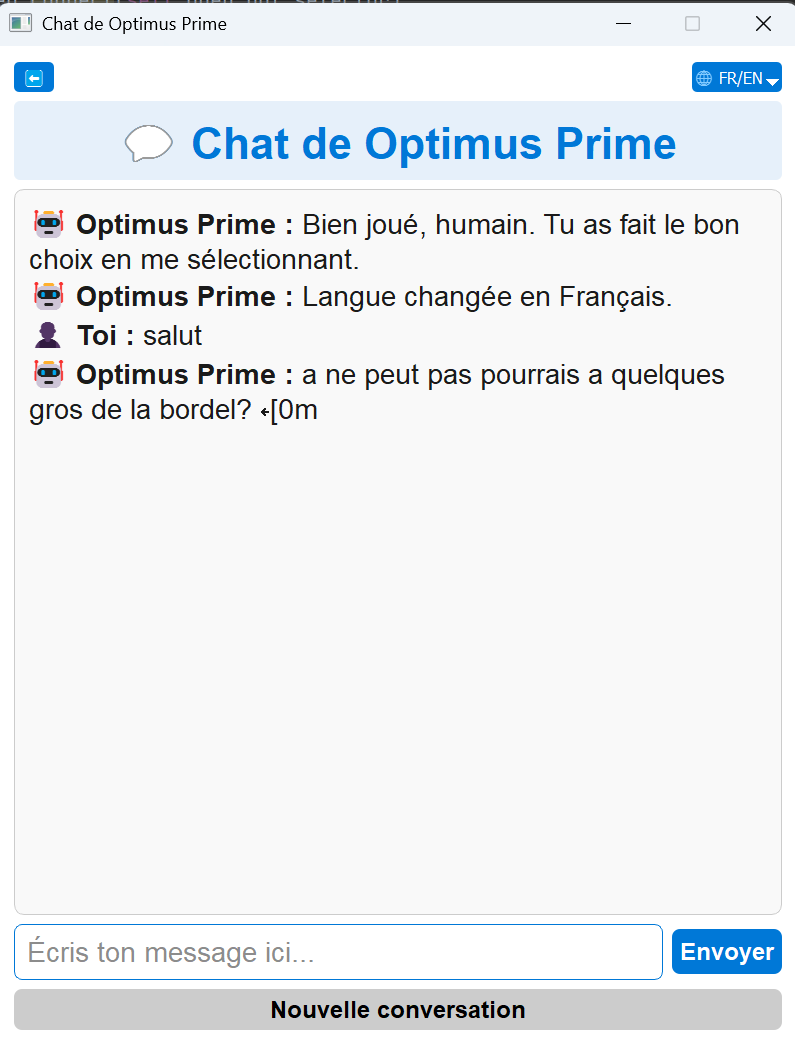 Chat de Optimus Prime
FR/EN
Chat de Optimus Prime
Optimus Prime : Bien joué, humain. Tu as fait le bon
choix en me sélectionnant.
Optimus Prime : Langue changée en Français.
Toi : salut
Optimus Prime : a ne peut pas pourrais a quelques
gros de la bordel? ←[0m
Écris ton message ici...
Envoyer
Nouvelle conversation